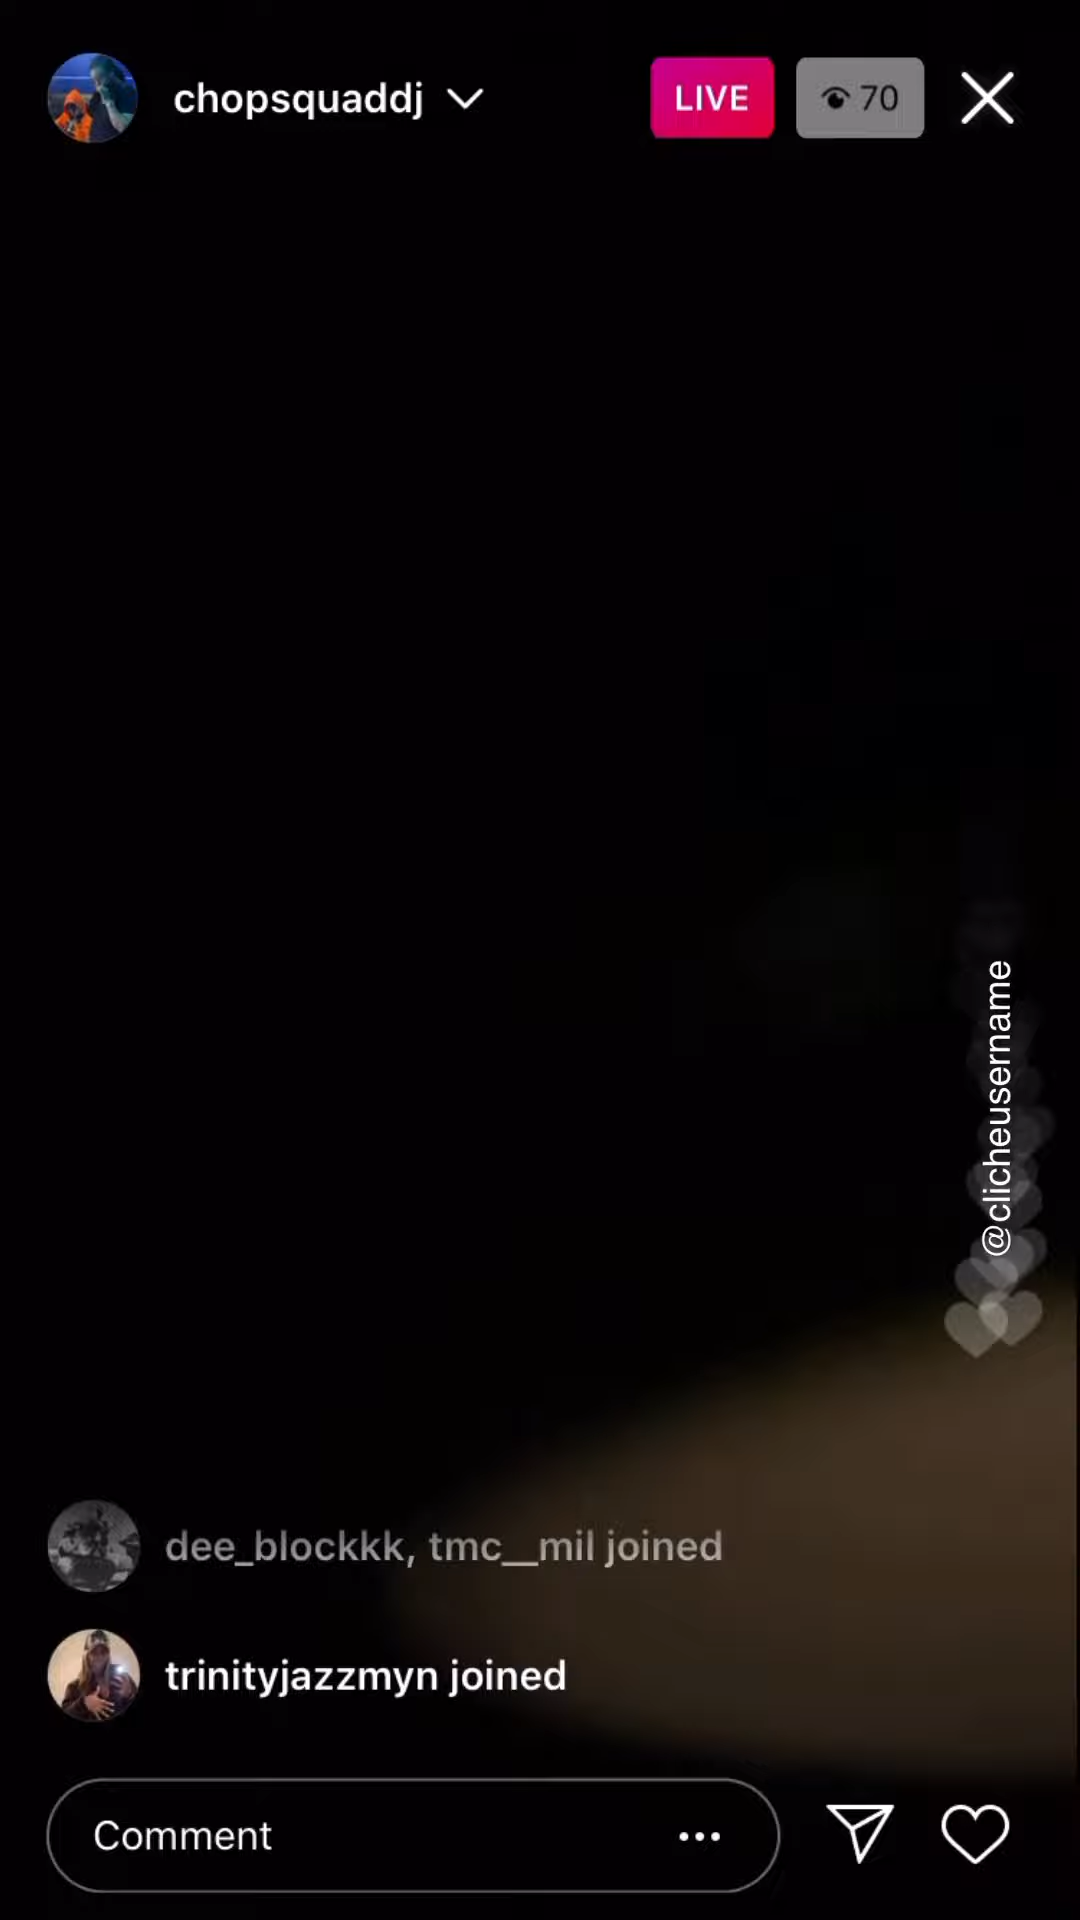 chopsquaddj
LIVE
70
@clicheusername
dee_blockkk, tmc__mil joined
trinityjazzmyn joined
Comment